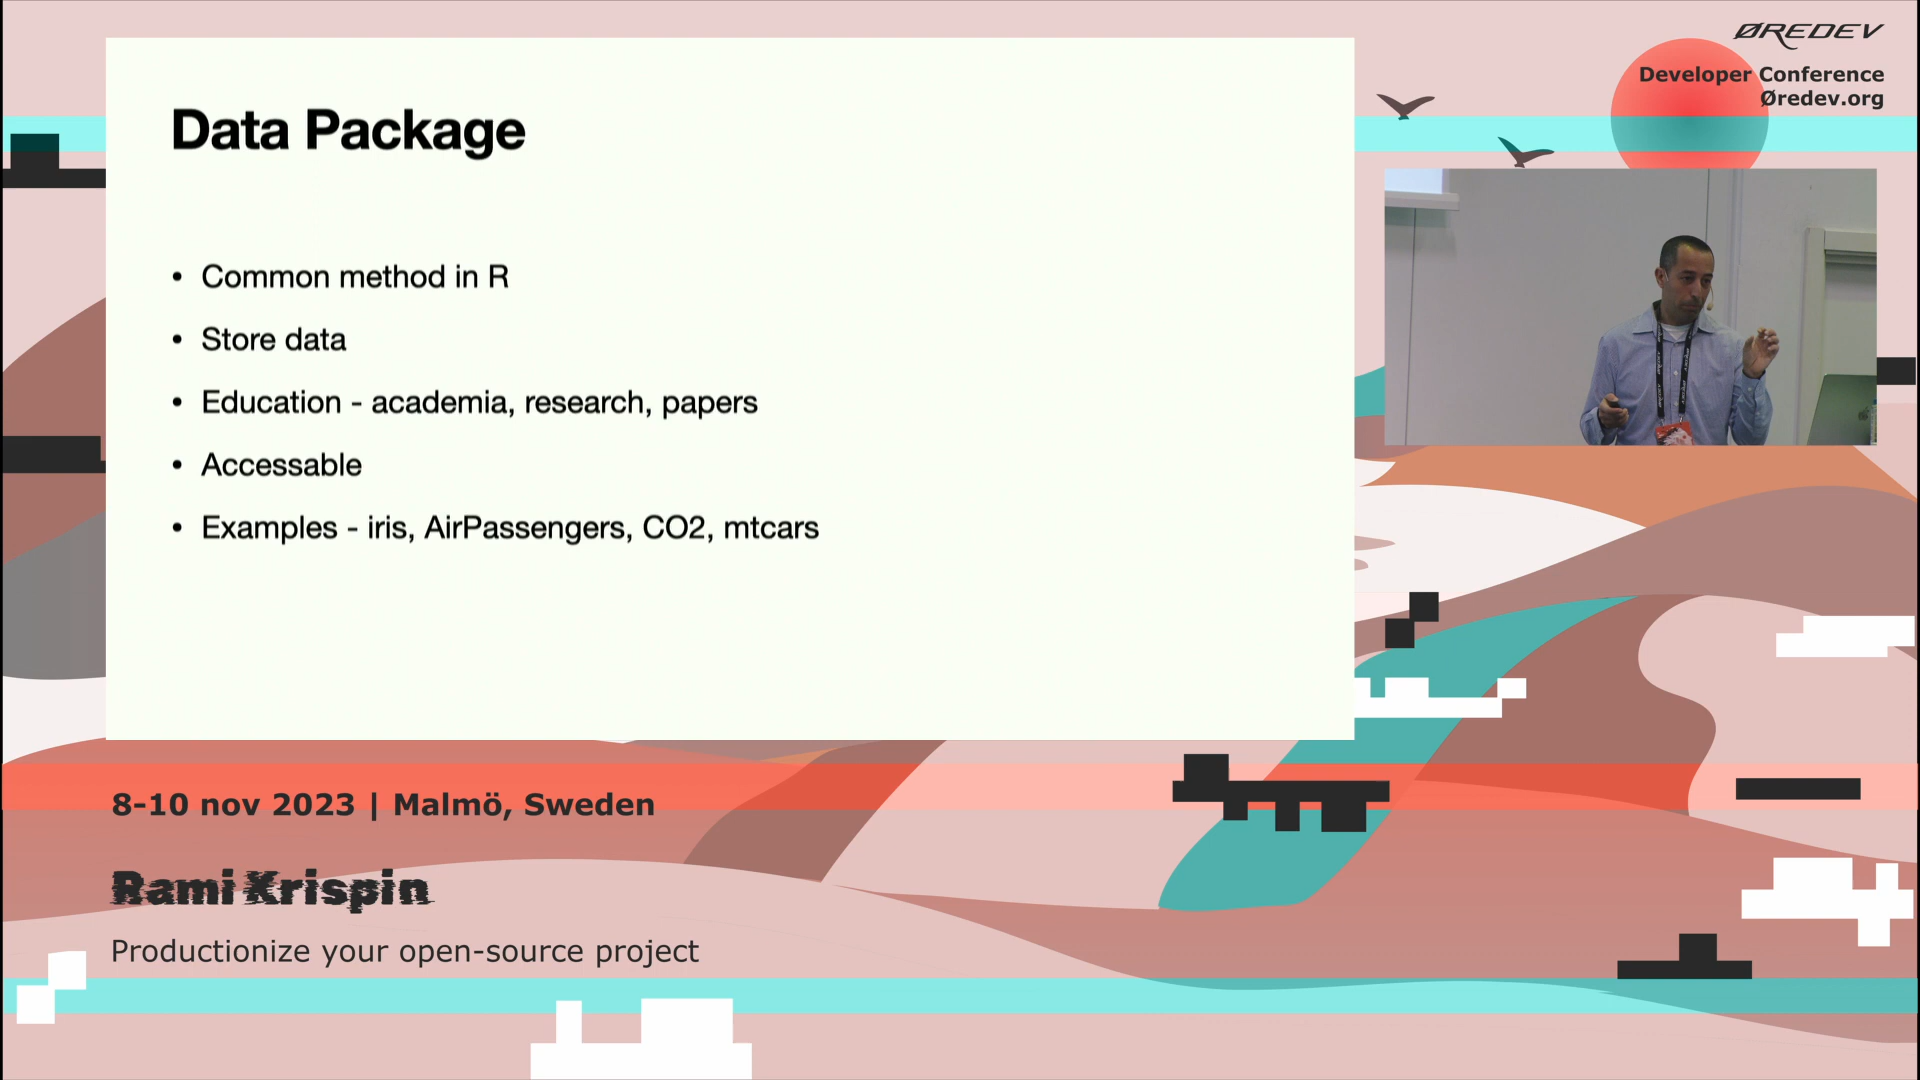 ØREDEV
Developer Conference
Øredev.org
Data Package
• Common method in R
• Store data
• Education - academia, research, papers
• Accessable
• Examples - iris, AirPassengers, CO2, mtcars
8-10 nov 2023 | Malmö, Sweden
Rami Krispin
Productionize your open-source project